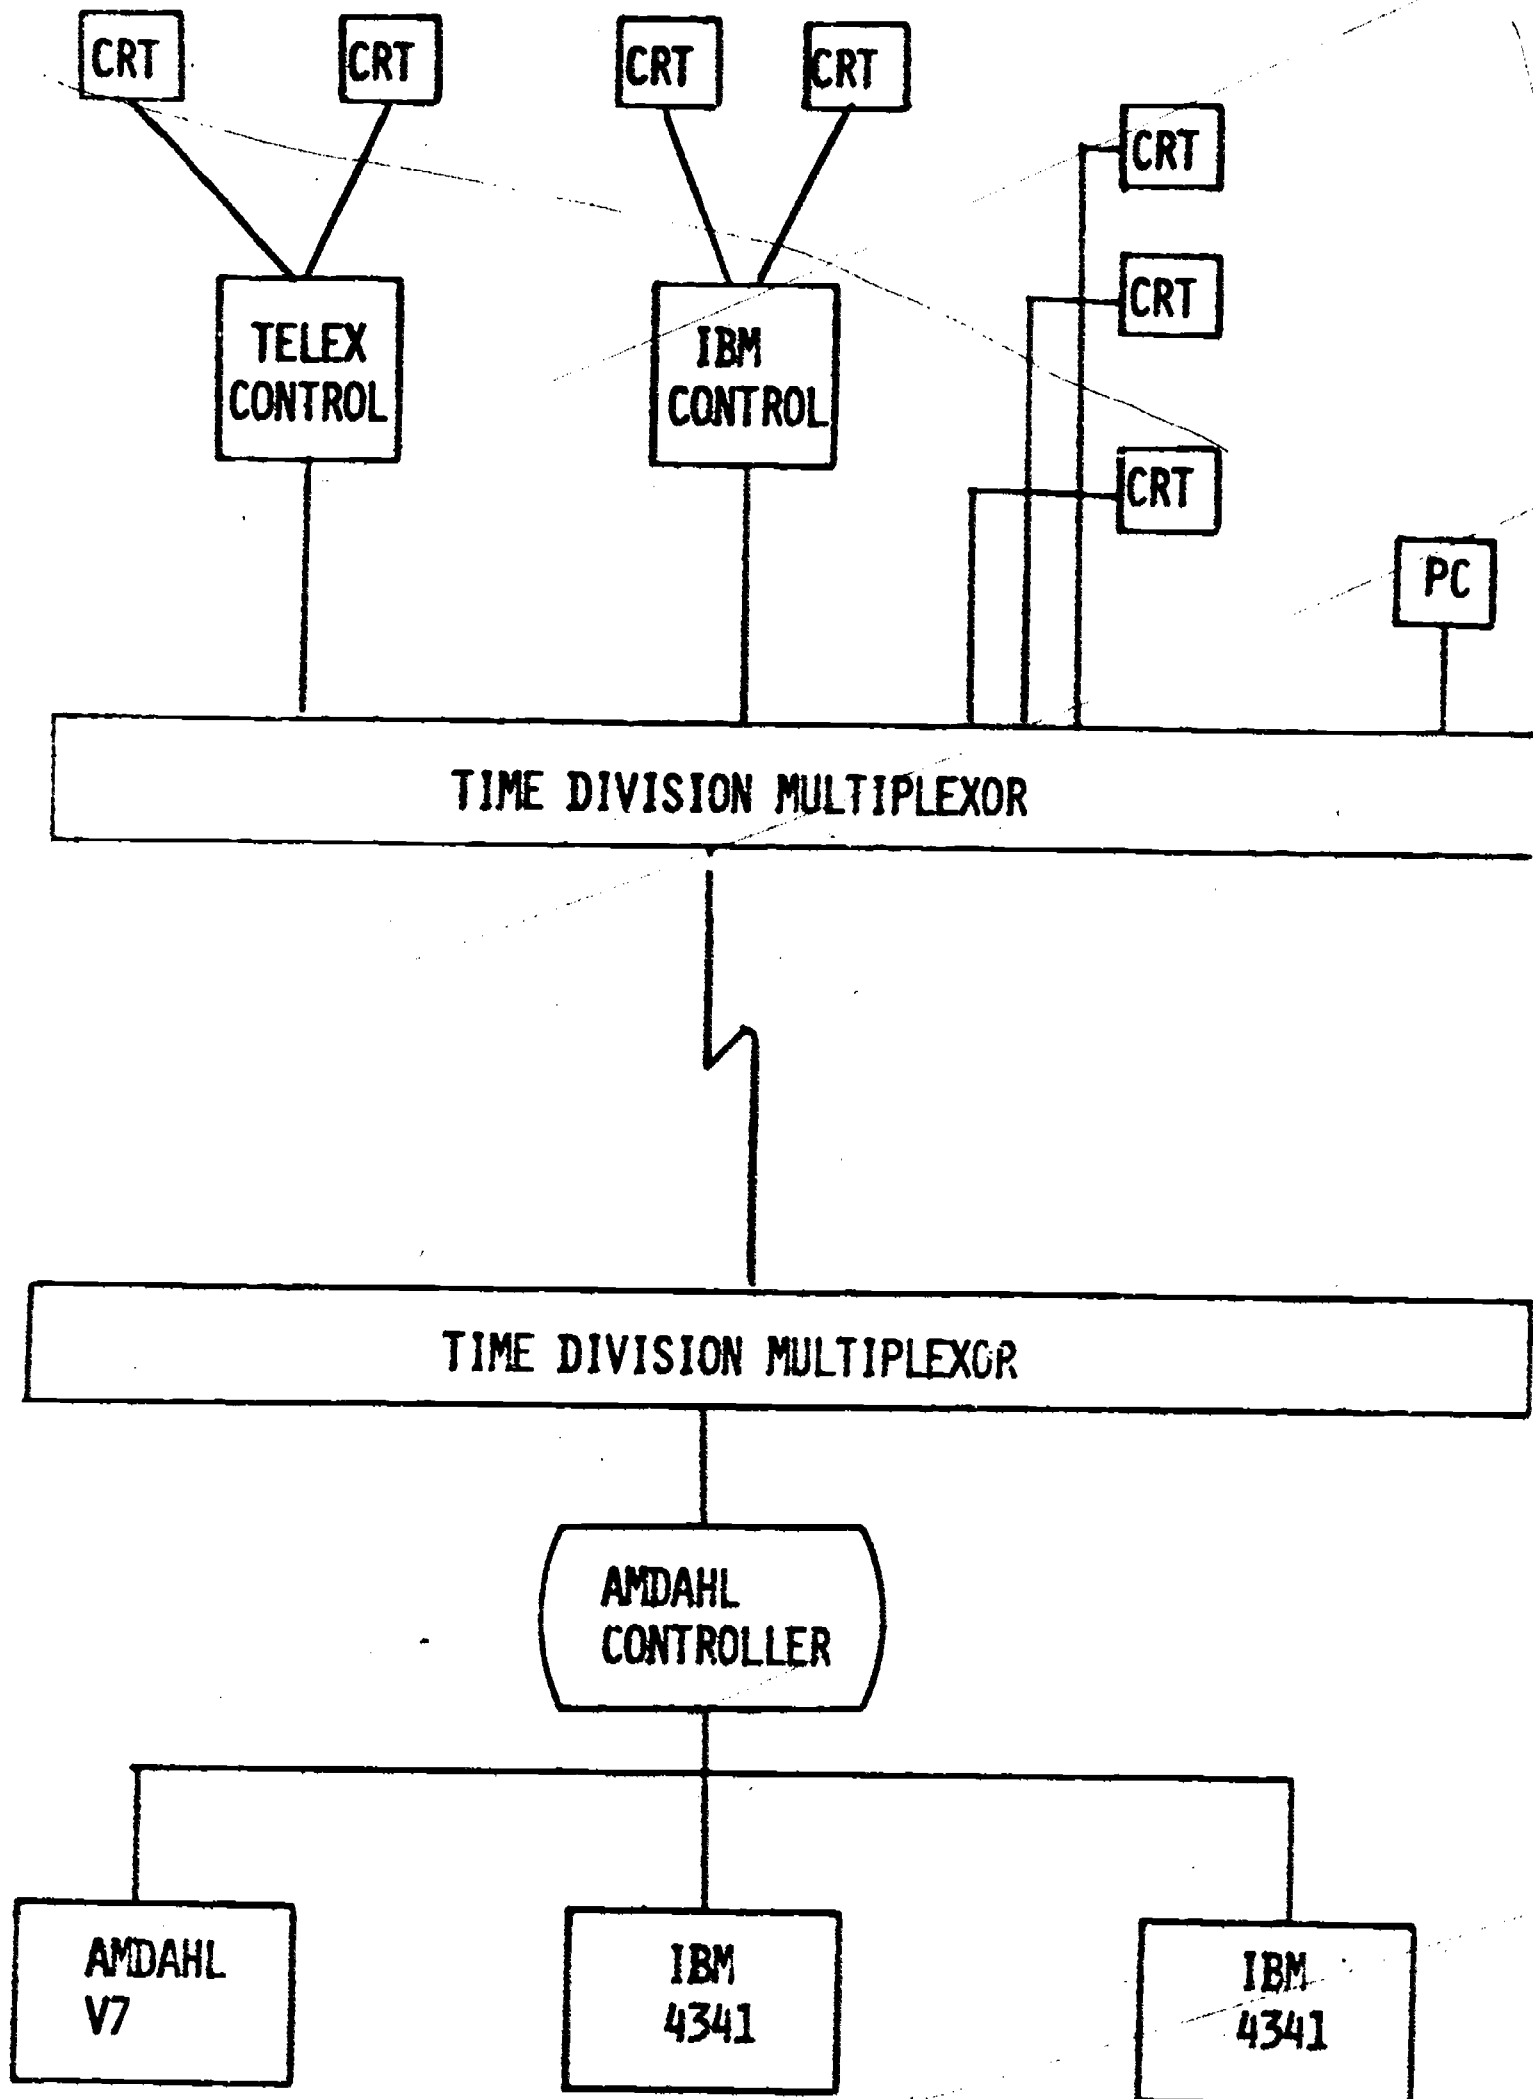 CRT
CRT
CRT
CRT
CRT
CRT
CRT
TELEX
CONTROL
IBM
CONTROL
PC
TIME DIVISION MULTIPLEXOR
TIME DIVISION MULTIPLEXOR
AMDAHL
CONTROLLER
AMDAHL
V7
IBM
4341
IBM
4341